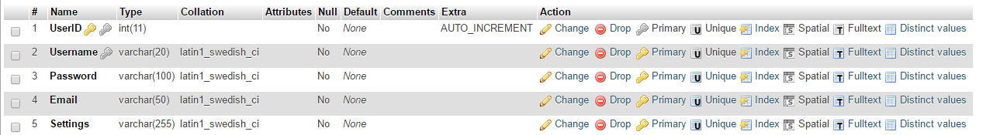 # Name Type Collation Attributes Null Default Comments Extra Action
1 UserID int(11) No None AUTO_INCREMENT Change Drop Primary Unique Index Spatial Fulltext Distinct values
2 Username varchar(20) latin1_swedish_ci No None Change Drop Primary Unique Index Spatial Fulltext Distinct values
3 Password varchar(100) latin1_swedish_ci No None Change Drop Primary Unique Index Spatial Fulltext Distinct values
4 Email varchar(50) latin1_swedish_ci No None Change Drop Primary Unique Index Spatial Fulltext Distinct values
5 Settings varchar(255) latin1_swedish_ci No None Change Drop Primary Unique Index Spatial Fulltext Distinct values